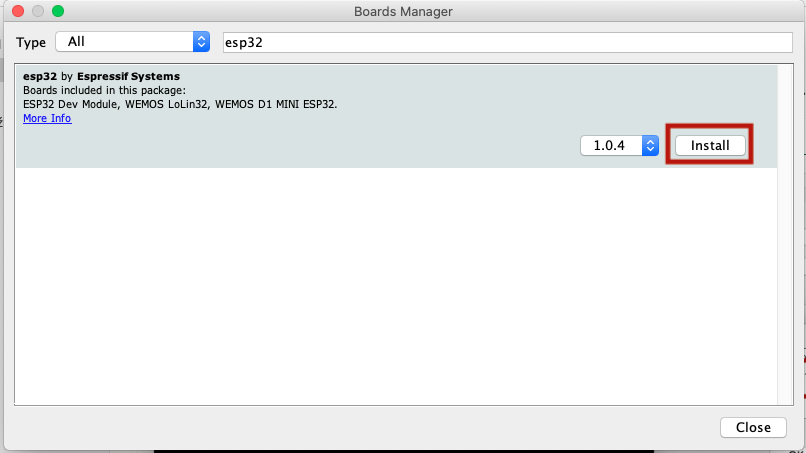 Boards Manager
Type All esp32
esp32 by Espressif Systems
Boards included in this package:
ESP32 Dev Module, WEMOS LoLin32, WEMOS D1 MINI ESP32.
More Info
1.0.4 Install
Close